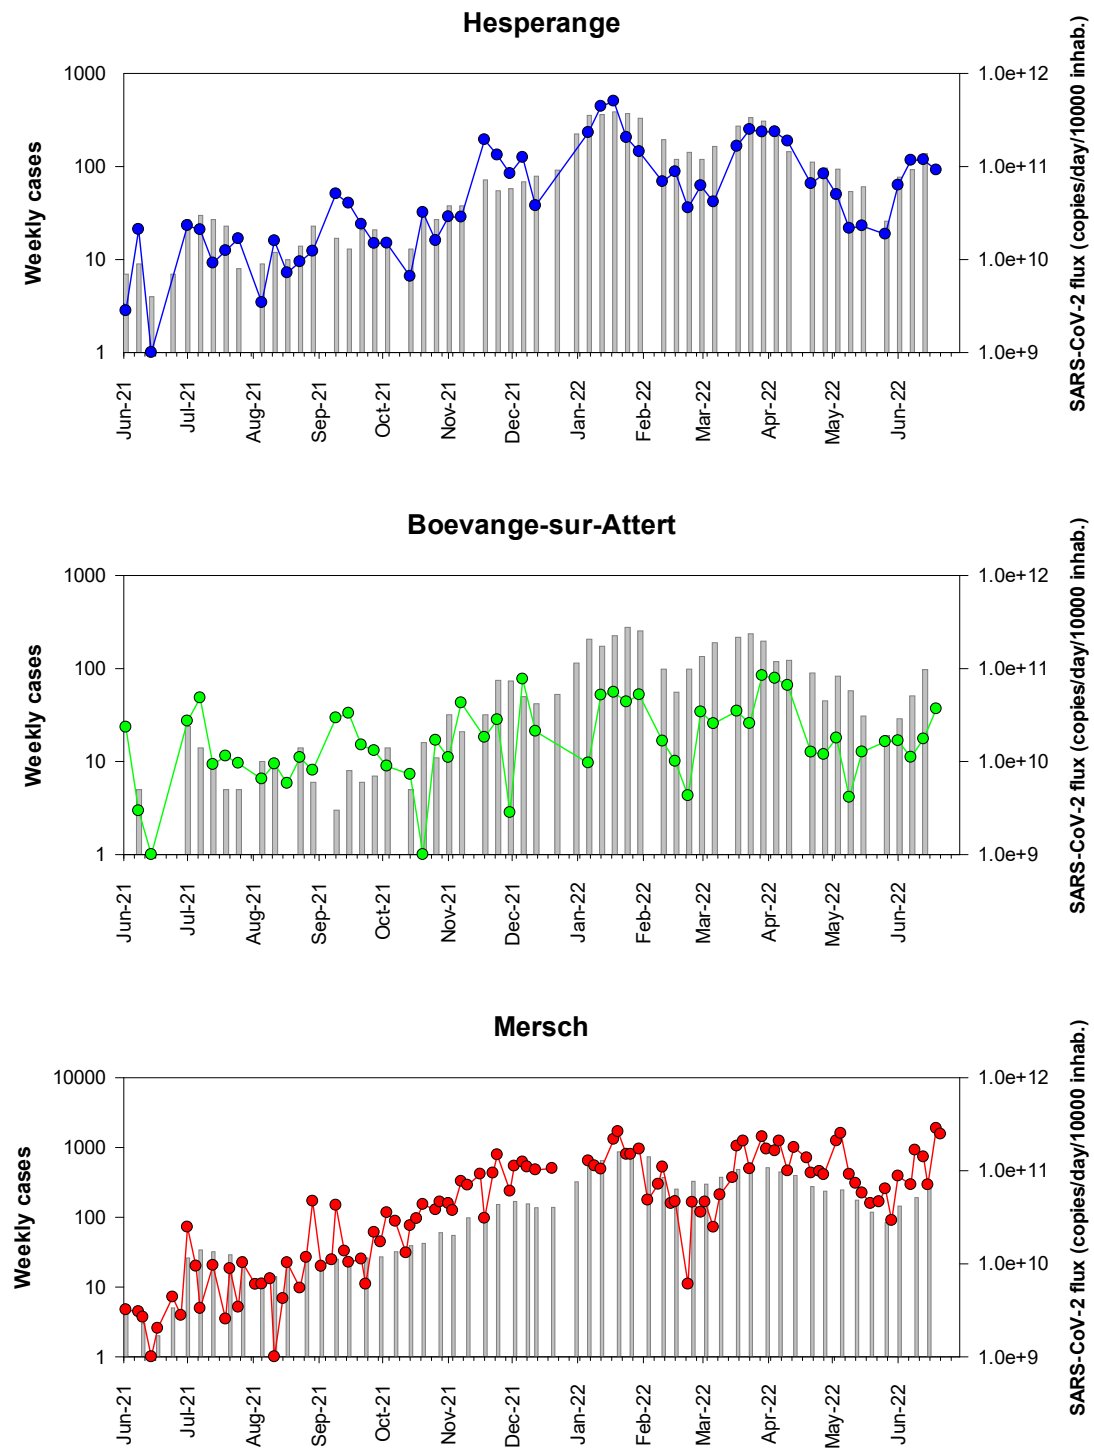 Hesperange
Weekly cases
1000
100
10
1
1.0e+12
1.0e+11
1.0e+10
1.0e+9
SARS-CoV-2 flux (copies/day/10000 inhab.)
Jun-21
Jul-21
Aug-21
Sep-21
Oct-21
Nov-21
Dec-21
Jan-22
Feb-22
Mar-22
Apr-22
May-22
Jun-22
Boevange-sur-Attert
Weekly cases
1000
100
10
1
1.0e+12
1.0e+11
1.0e+10
1.0e+9
SARS-CoV-2 flux (copies/day/10000 inhab.)
Jun-21
Jul-21
Aug-21
Sep-21
Oct-21
Nov-21
Dec-21
Jan-22
Feb-22
Mar-22
Apr-22
May-22
Jun-22
Mersch
Weekly cases
10000
1000
100
10
1
1.0e+12
1.0e+11
1.0e+10
1.0e+9
SARS-CoV-2 flux (copies/day/10000 inhab.)
Jun-21
Jul-21
Aug-21
Sep-21
Oct-21
Nov-21
Dec-21
Jan-22
Feb-22
Mar-22
Apr-22
May-22
Jun-22